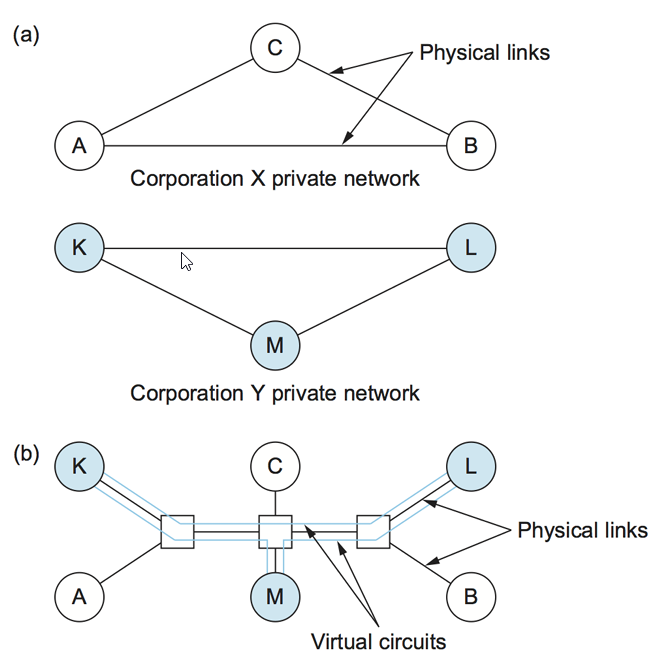 (a)
C
Physical links
A
B
Corporation X private network
K
L
M
Corporation Y private network
(b)
K
C
L
Physical links
A
M
B
Virtual circuits